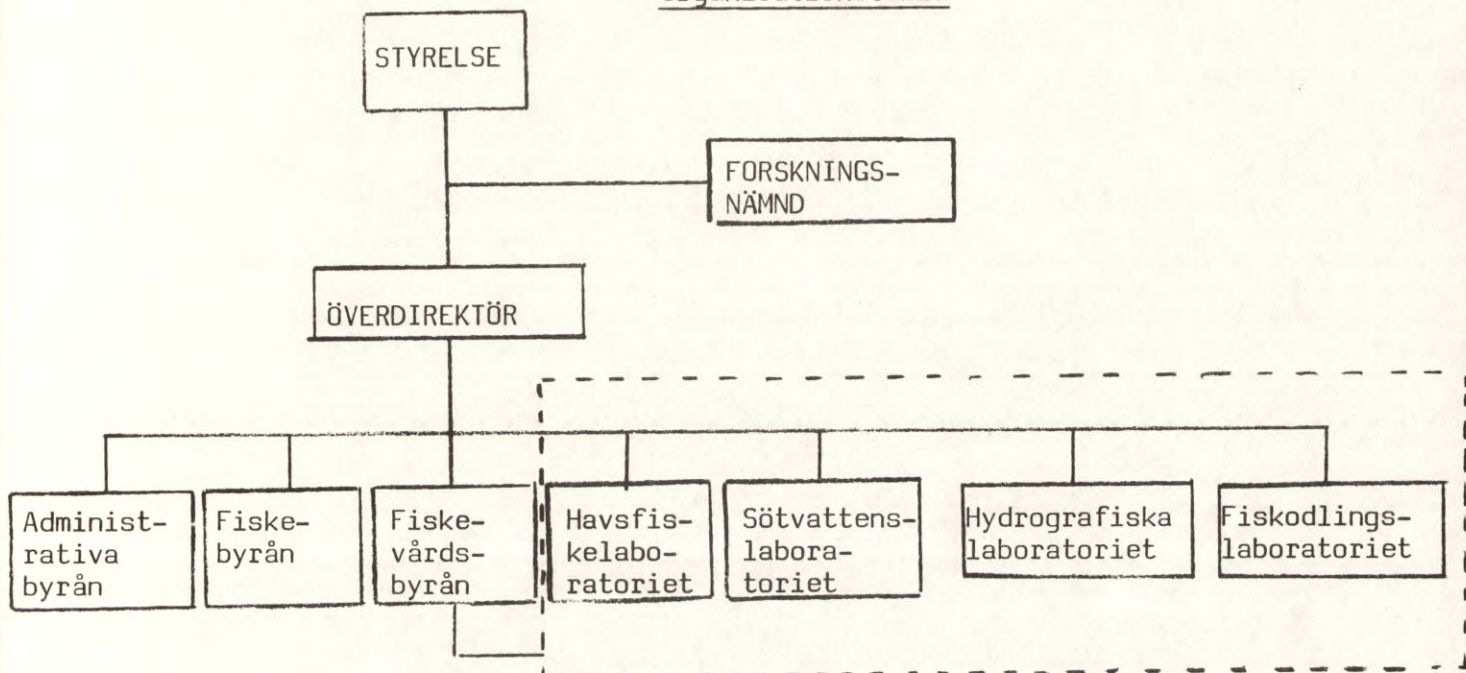 STYRELSE
FORSKNINGS-
NÄMND
ÖVERDIREKTÖR
Administ-
rativa
byrån
Fiske-
byrån
Fiske-
vårds-
byrån
Havsfis-
kelabo-
ratoriet
Sötvattens-
labora-
toriet
Hydrografiska
laboratoriet
Fiskodlings-
laboratoriet